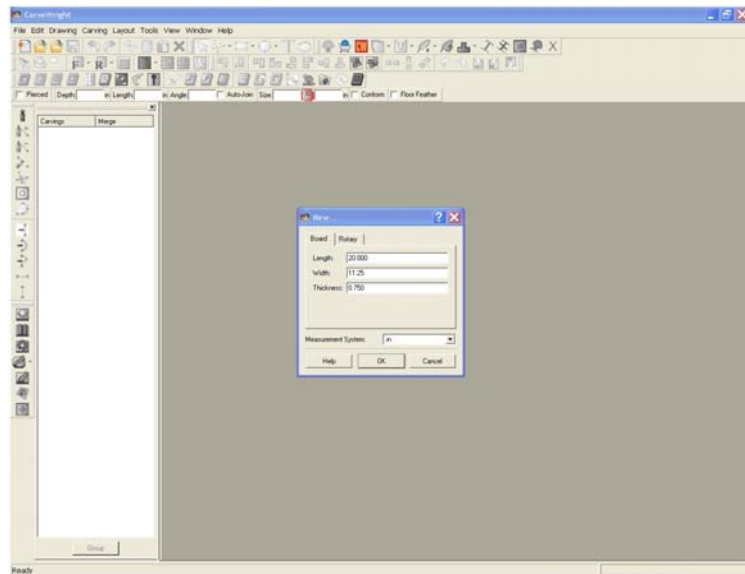 CarveWright
File Edit Drawing Carving Layout Tools View Window Help
Pierced Depth: in Length: in Angle: Auto-Join Size: in Conform Floor Feather
Carvings Merge
New...
Board Rotary
Length: 20.000
Width: 11.25
Thickness: 0.750
Measurement System: in
Help OK Cancel
Group
Ready